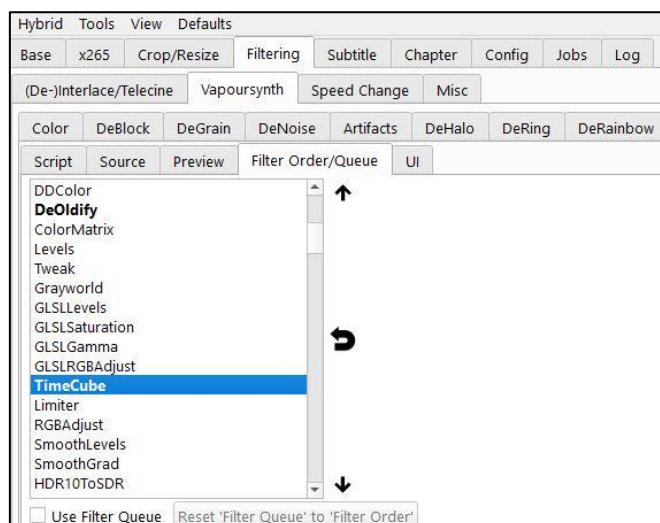 Hybrid Tools View Defaults
Base x265 Crop/Resize Filtering Subtitle Chapter Config Jobs Log
(De-)Interlace/Telecine Vapoursynth Speed Change Misc
Color DeBlock DeGrain DeNoise Artifacts DeHalo DeRing DeRainbow
Script Source Preview Filter Order/Queue UI
DDColor
DeOldify
ColorMatrix
Levels
Tweak
Grayworld
GLSLLevels
GLSLSaturation
GLSLGamma
GLSLRGBAdjust
TimeCube
Limiter
RGBAdjust
SmoothLevels
SmoothGrad
HDR10ToSDR
Use Filter Queue Reset 'Filter Queue' to 'Filter Order'